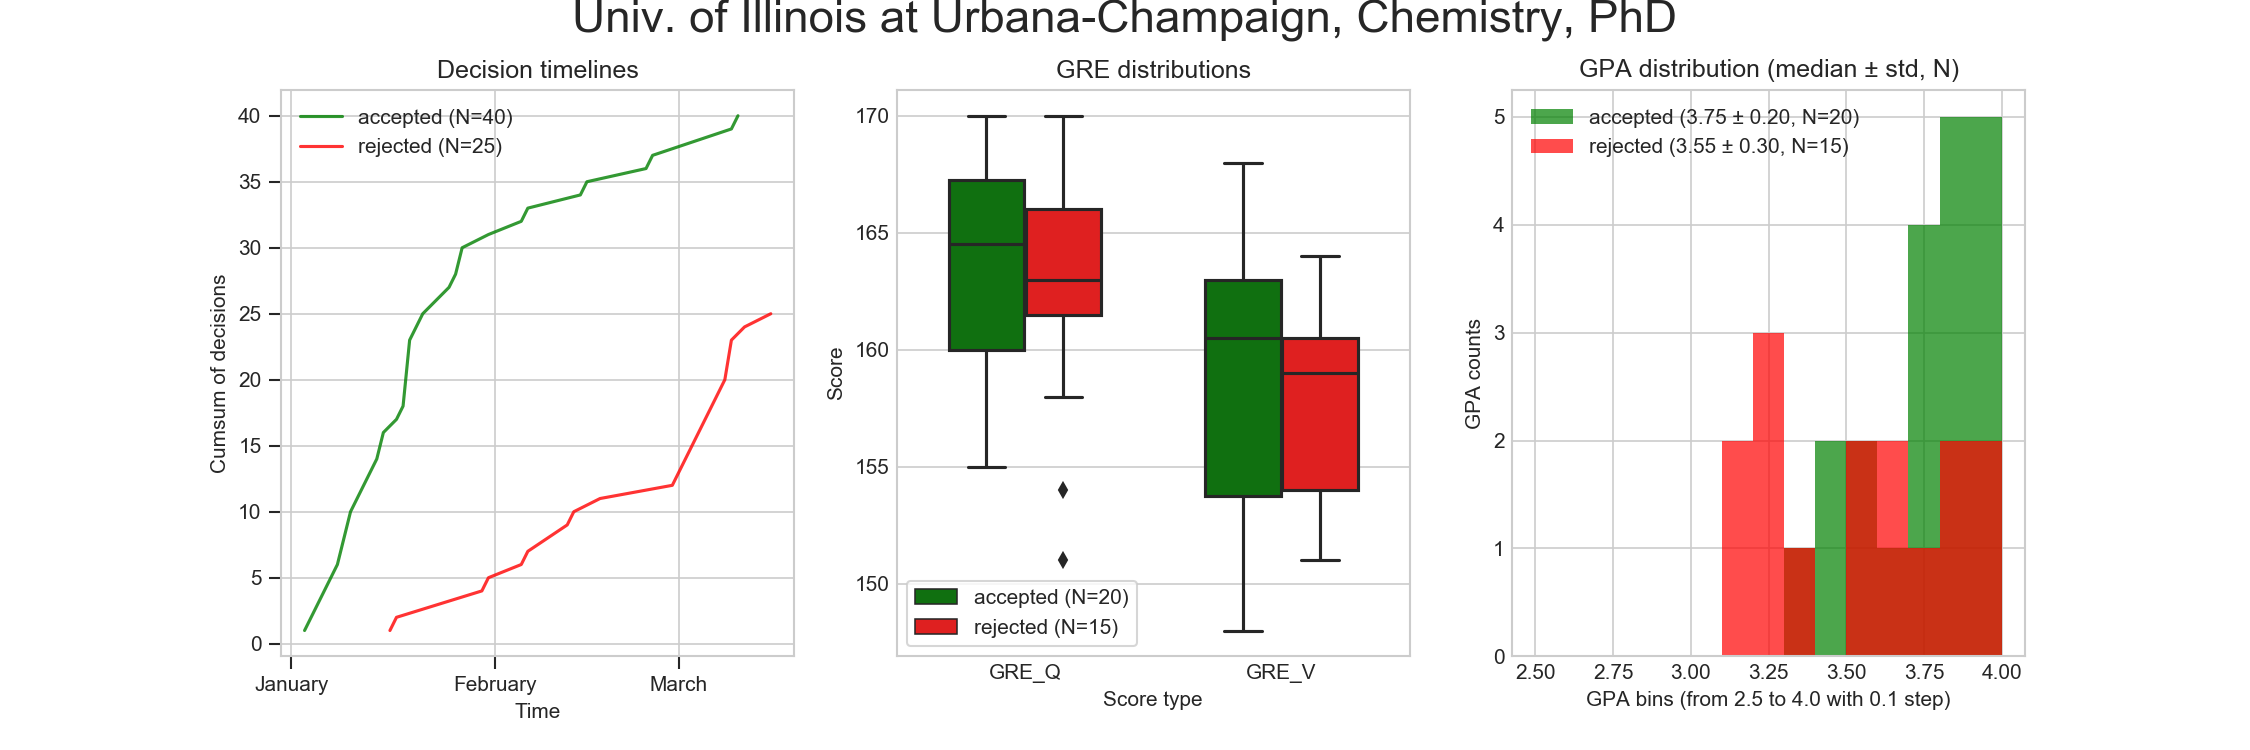 Univ. of Illinois at Urbana-Champaign, Chemistry, PhD
Decision timelines
accepted (N=40)
rejected (N=25)
40
35
30
25
20
15
10
5
0
Cumsum of decisions
January February March
Time
GRE distributions
170
165
160
155
150
Score
accepted (N=20)
rejected (N=15)
GRE_Q GRE_V
Score type
GPA distribution (median ± std, N)
accepted (3.75 ± 0.20, N=20)
rejected (3.55 ± 0.30, N=15)
5
4
3
2
1
0
GPA counts
2.50 2.75 3.00 3.25 3.50 3.75 4.00
GPA bins (from 2.5 to 4.0 with 0.1 step)